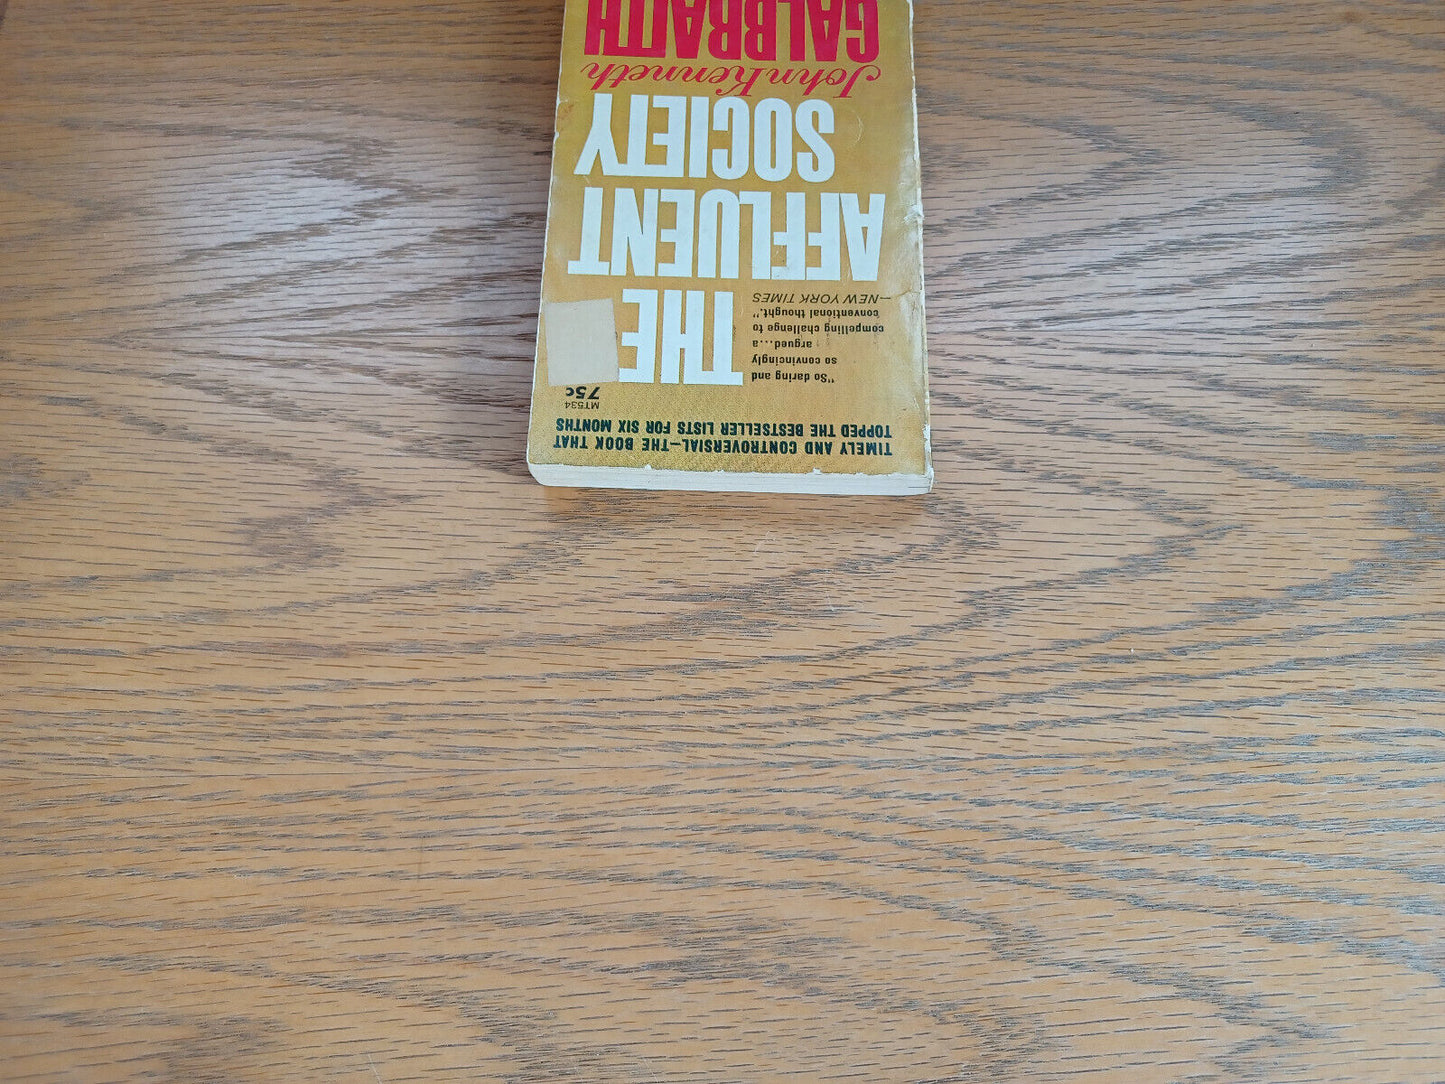 TIMELY AND CONTROVERSIAL—THE BOOK THAT
TOPPED THE BESTSELLER LISTS FOR SIX MONTHS
MT534
75c
"So daring and
so convincingly
argued...a
compelling challenge to
conventional thought."
—NEW YORK TIMES
THE
AFFLUENT
SOCIETY
John Kenneth
GALBRAITH